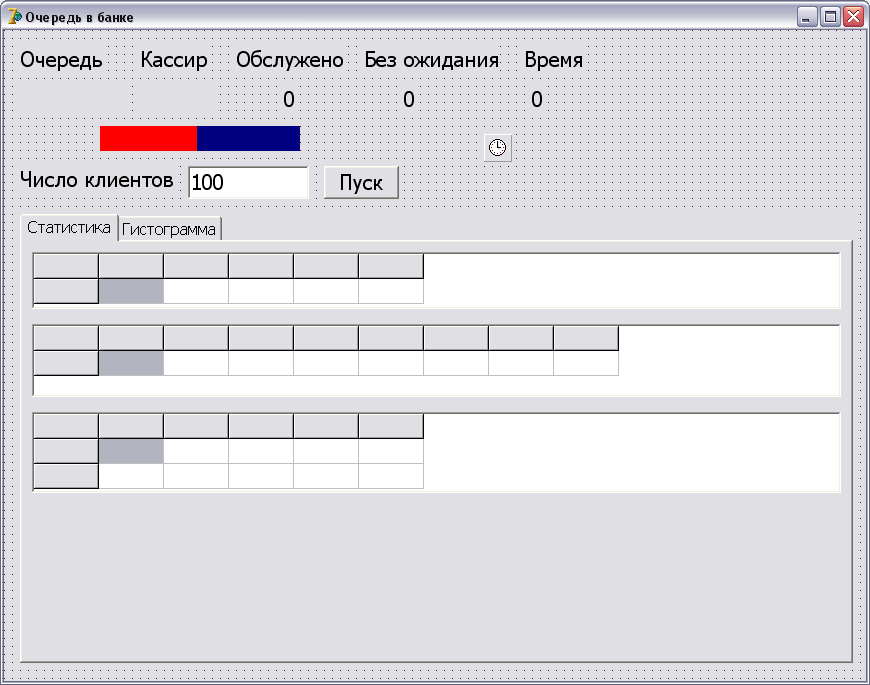 Очередь в банке
Очередь Кассир Обслужено Без ожидания Время
0 0 0
Число клиентов 100 Пуск
Статистика Гистограмма